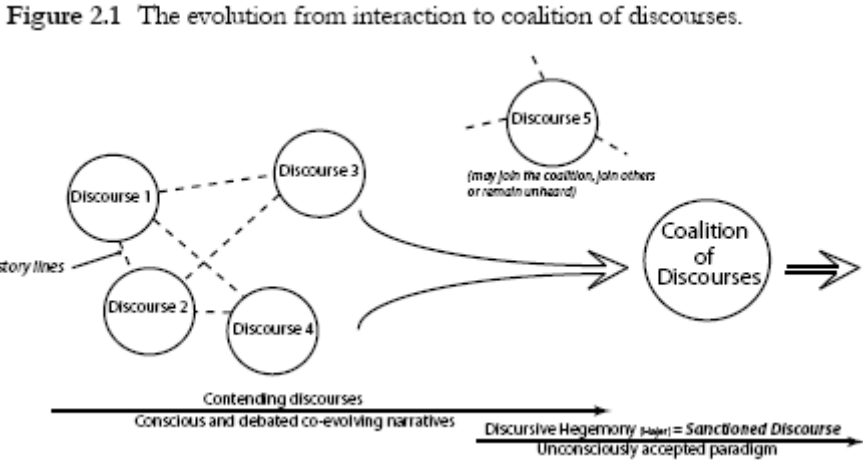 Figure 2.1 The evolution from interaction to coalition of discourses.
Discourse 5
(may join the coalition, join others
or remain unheard)
Discourse 3
Discourse 1
story lines
Discourse 2
Discourse 4
Coalition
of
Discourses
Contending discourses
Conscious and debated co-evolving narratives
Discursive Hegemony (Hajer) = Sanctioned Discourse
Unconsciously accepted paradigm